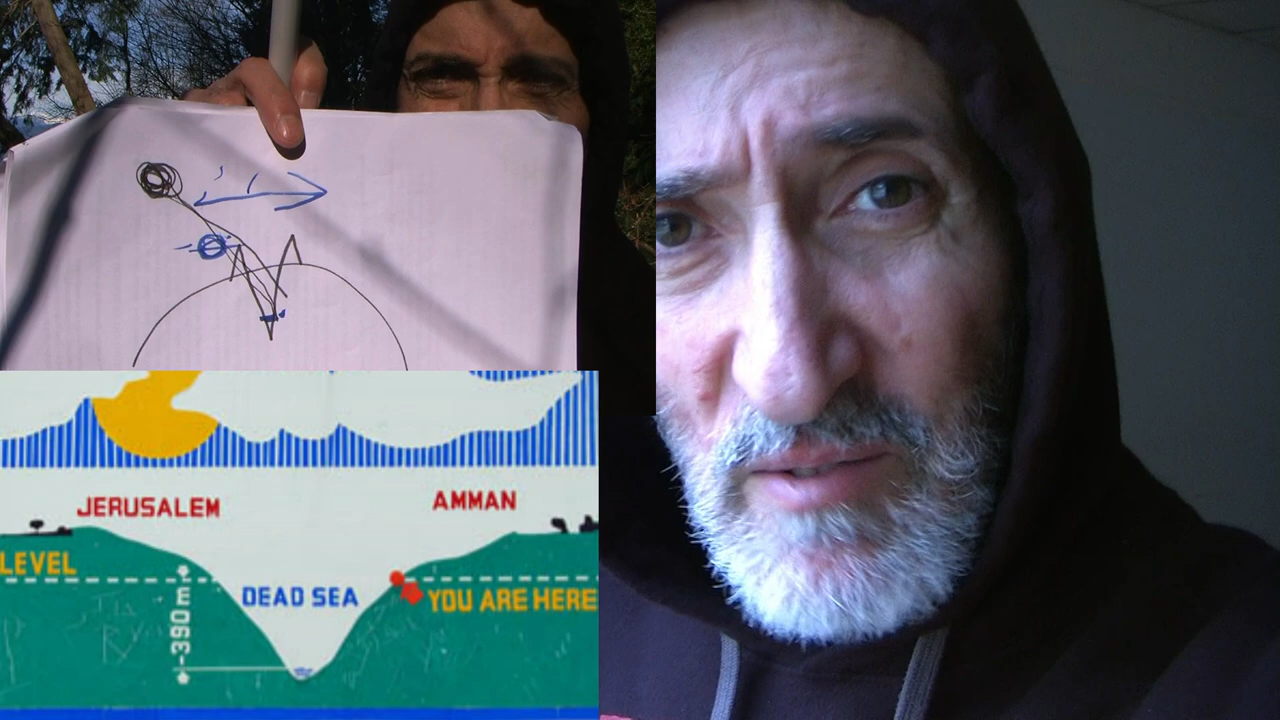 JERUSALEM
AMMAN
LEVEL
DEAD SEA
YOU ARE HERE
-390 m